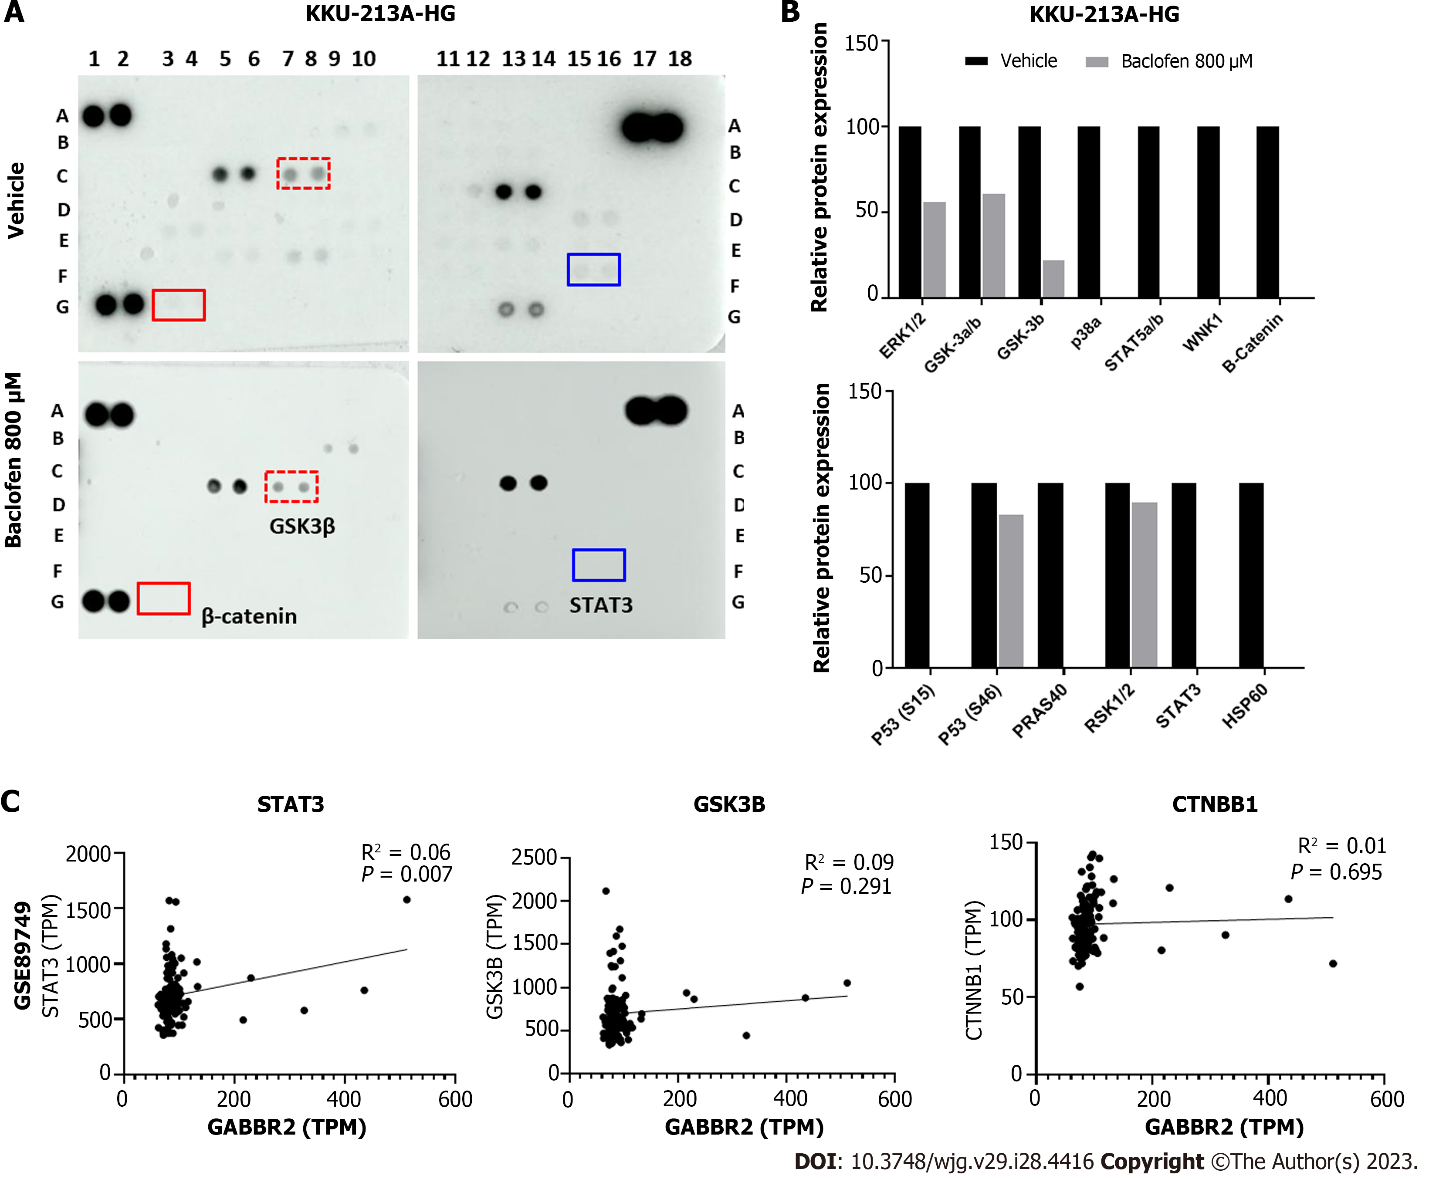 A
KKU-213A-HG
1 2 3 4 5 6 7 8 9 10 11 12 13 14 15 16 17 18
Vehicle
A
B
C
D
E
F
G
A
B
C
D
E
F
G
Baclofen 800 µM
A
B
C
D
E
F
G
GSK3β
β-catenin
STAT3
A
B
C
D
E
F
G
B
KKU-213A-HG
Vehicle Baclofen 800 µM
Relative protein expression
150
100
50
0
ERK1/2 GSK-3a/b GSK-3b p38a STAT5a/b WNK1 B-Catenin
Relative protein expression
150
100
50
0
P53 (S15) P53 (S46) PRAS40 RSK1/2 STAT3 HSP60
C
GSE89749
STAT3
R² = 0.06
P = 0.007
STAT3 (TPM)
2000
1500
1000
500
0
0 200 400 600
GABBR2 (TPM)
GSK3B
R² = 0.09
P = 0.291
GSK3B (TPM)
2500
2000
1500
1000
500
0
0 200 400 600
GABBR2 (TPM)
CTNBB1
R² = 0.01
P = 0.695
CTNNB1 (TPM)
150
100
50
0
0 200 400 600
GABBR2 (TPM)
DOI: 10.3748/wjg.v29.i28.4416 Copyright ©The Author(s) 2023.